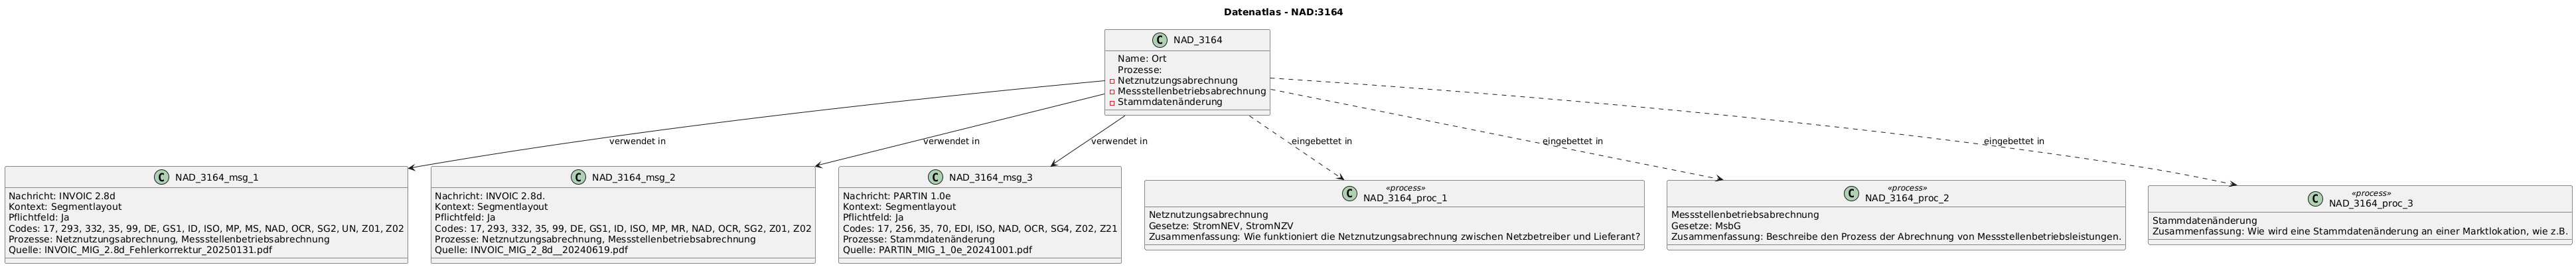 Datenatlas - NAD:3164
C NAD_3164
Name: Ort
Prozesse:
Netznutzungsabrechnung
Messstellenbetriebsabrechnung
Stammdatenänderung
verwendet in
verwendet in
verwendet in
eingebettet in
eingebettet in
eingebettet in
C NAD_3164_msg_1
Nachricht: INVOIC 2.8d
Kontext: Segmentlayout
Pflichtfeld: Ja
Codes: 17, 293, 332, 35, 99, DE, GS1, ID, ISO, MP, MS, NAD, OCR, SG2, UN, Z01, Z02
Prozesse: Netznutzungsabrechnung, Messstellenbetriebsabrechnung
Quelle: INVOIC_MIG_2.8d_Fehlerkorrektur_20250131.pdf
C NAD_3164_msg_2
Nachricht: INVOIC 2.8d.
Kontext: Segmentlayout
Pflichtfeld: Ja
Codes: 17, 293, 332, 35, 99, DE, GS1, ID, ISO, MP, MR, NAD, OCR, SG2, Z01, Z02
Prozesse: Netznutzungsabrechnung, Messstellenbetriebsabrechnung
Quelle: INVOIC_MIG_2_8d__20240619.pdf
C NAD_3164_msg_3
Nachricht: PARTIN 1.0e
Kontext: Segmentlayout
Pflichtfeld: Ja
Codes: 17, 256, 35, 70, EDI, ISO, NAD, OCR, SG4, Z02, Z21
Prozesse: Stammdatenänderung
Quelle: PARTIN_MIG_1_0e_20241001.pdf
C «process»
NAD_3164_proc_1
Netznutzungsabrechnung
Gesetze: StromNEV, StromNZV
Zusammenfassung: Wie funktioniert die Netznutzungsabrechnung zwischen Netzbetreiber und Lieferant?
C «process»
NAD_3164_proc_2
Messstellenbetriebsabrechnung
Gesetze: MsbG
Zusammenfassung: Beschreibe den Prozess der Abrechnung von Messstellenbetriebsleistungen.
C «process»
NAD_3164_proc_3
Stammdatenänderung
Zusammenfassung: Wie wird eine Stammdatenänderung an einer Marktlokation, wie z.B.